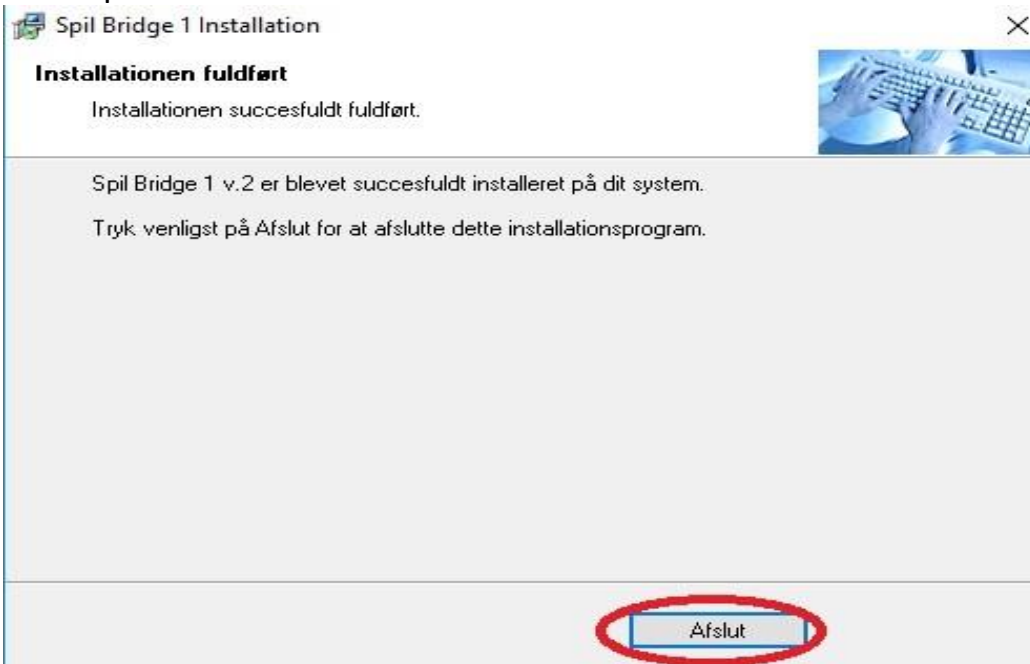 Spil Bridge 1 Installation
Installationen fuldført
Installationen succesfuldt fuldført.
Spil Bridge 1 v.2 er blevet succesfuldt installeret på dit system.
Tryk venligst på Afslut for at afslutte dette installationsprogram.
Afslut